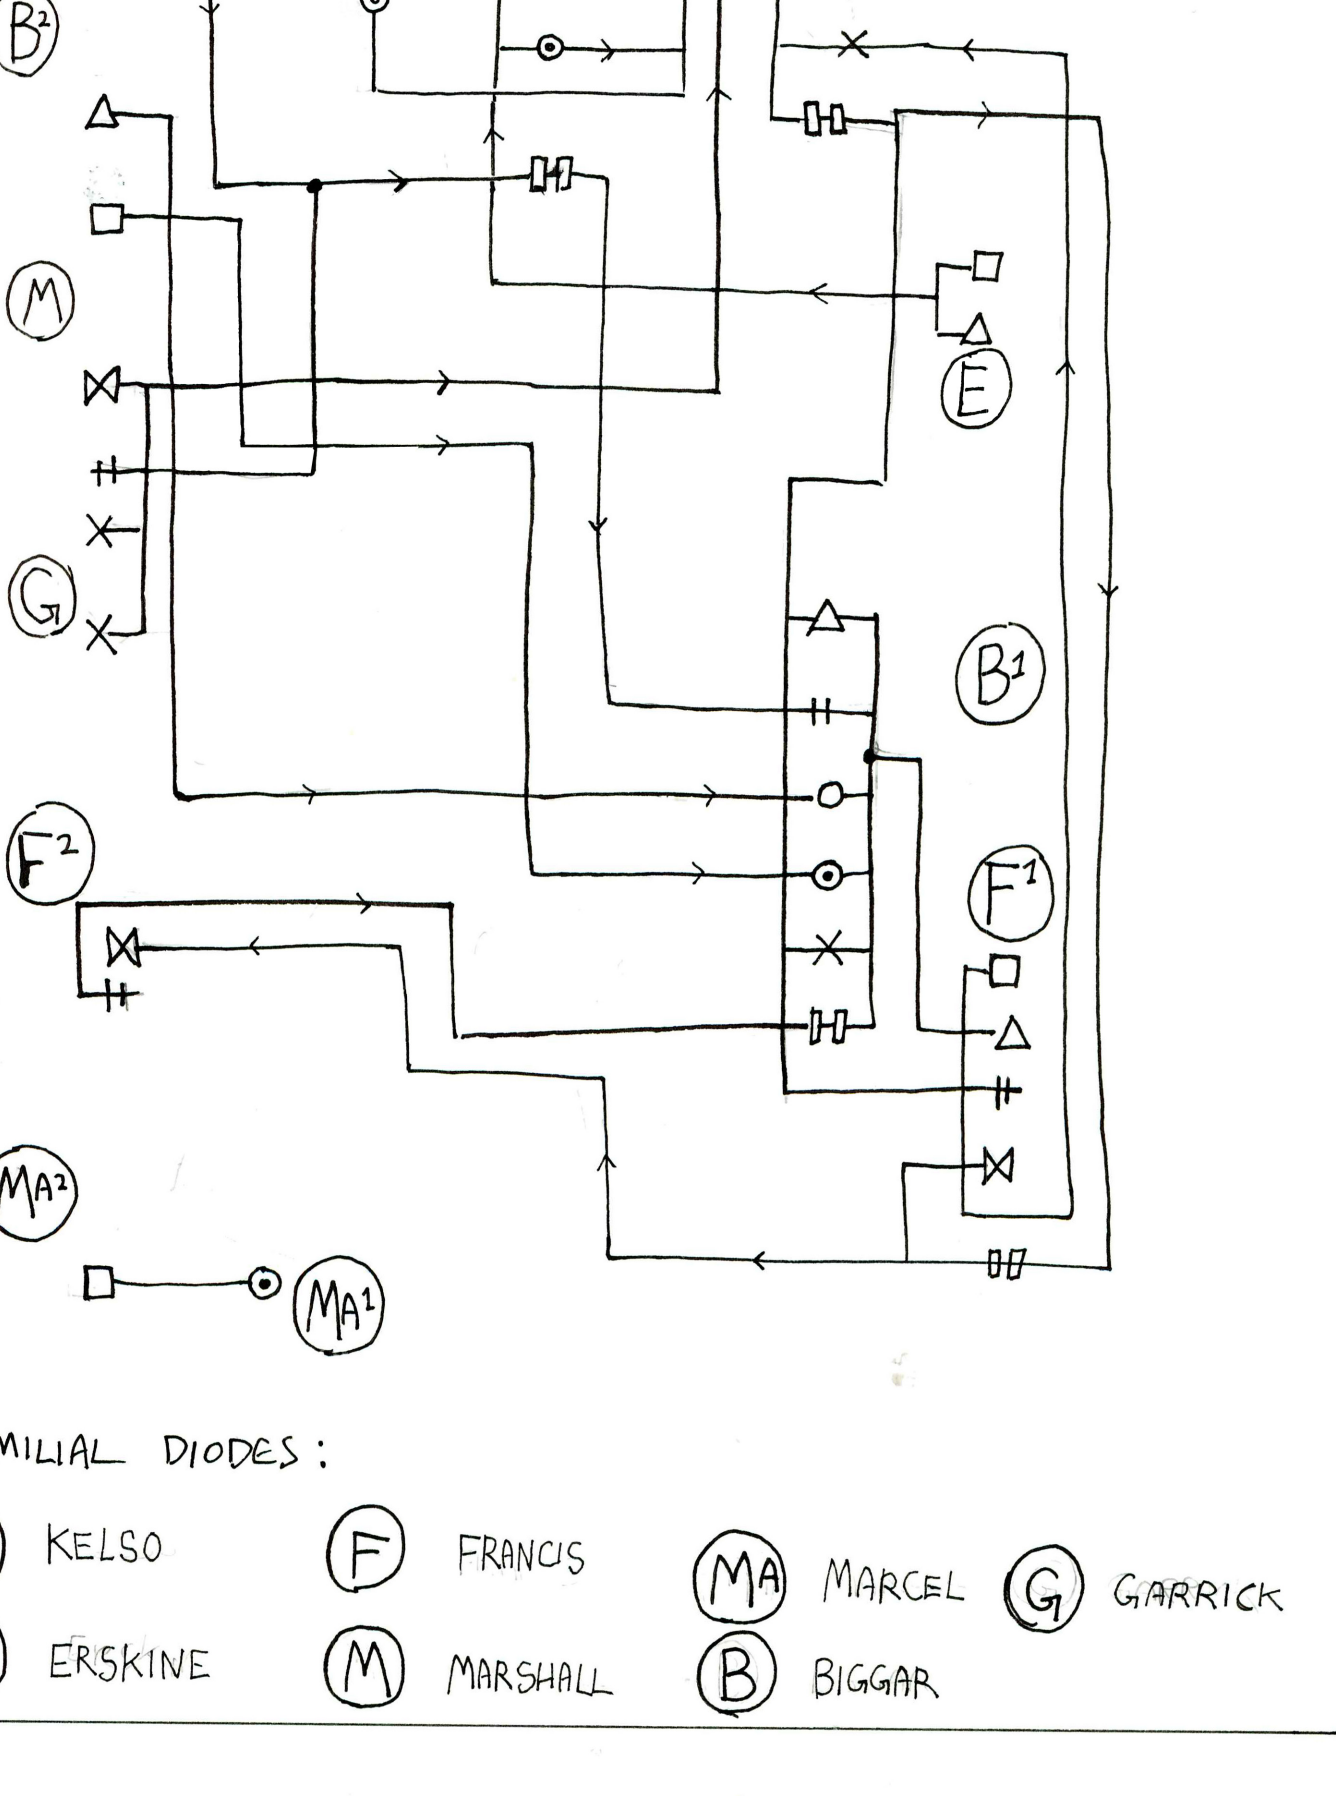 B²
M
E
G
B¹
F²
F¹
MA²
MA¹
MILIAL DIODES:
KELSO F FRANCIS MA MARCEL G GARRICK
ERSKINE M MARSHALL B BIGGAR